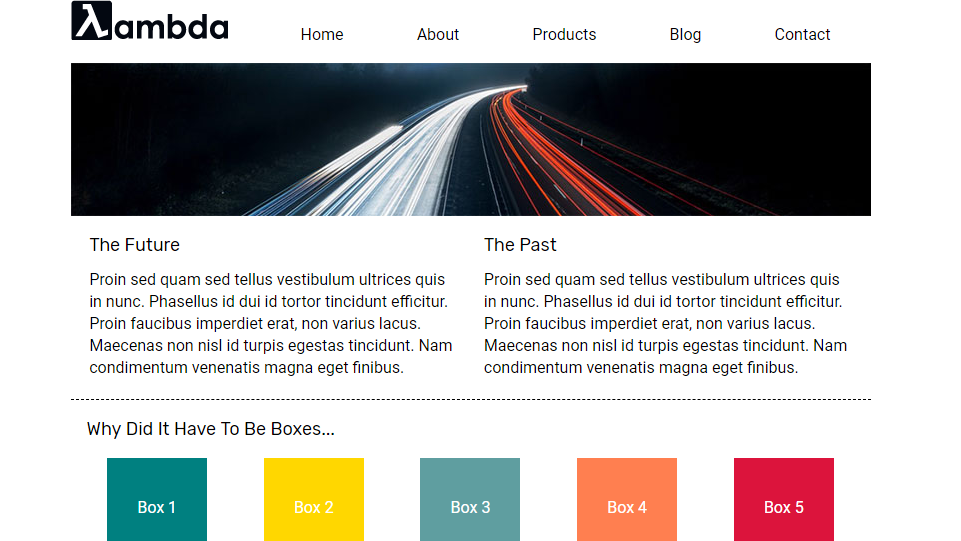 λambda
Home About Products Blog Contact
The Future
Proin sed quam sed tellus vestibulum ultrices quis
in nunc. Phasellus id dui id tortor tincidunt efficitur.
Proin faucibus imperdiet erat, non varius lacus.
Maecenas non nisl id turpis egestas tincidunt. Nam
condimentum venenatis magna eget finibus.
The Past
Proin sed quam sed tellus vestibulum ultrices quis
in nunc. Phasellus id dui id tortor tincidunt efficitur.
Proin faucibus imperdiet erat, non varius lacus.
Maecenas non nisl id turpis egestas tincidunt. Nam
condimentum venenatis magna eget finibus.
Why Did It Have To Be Boxes...
Box 1 Box 2 Box 3 Box 4 Box 5